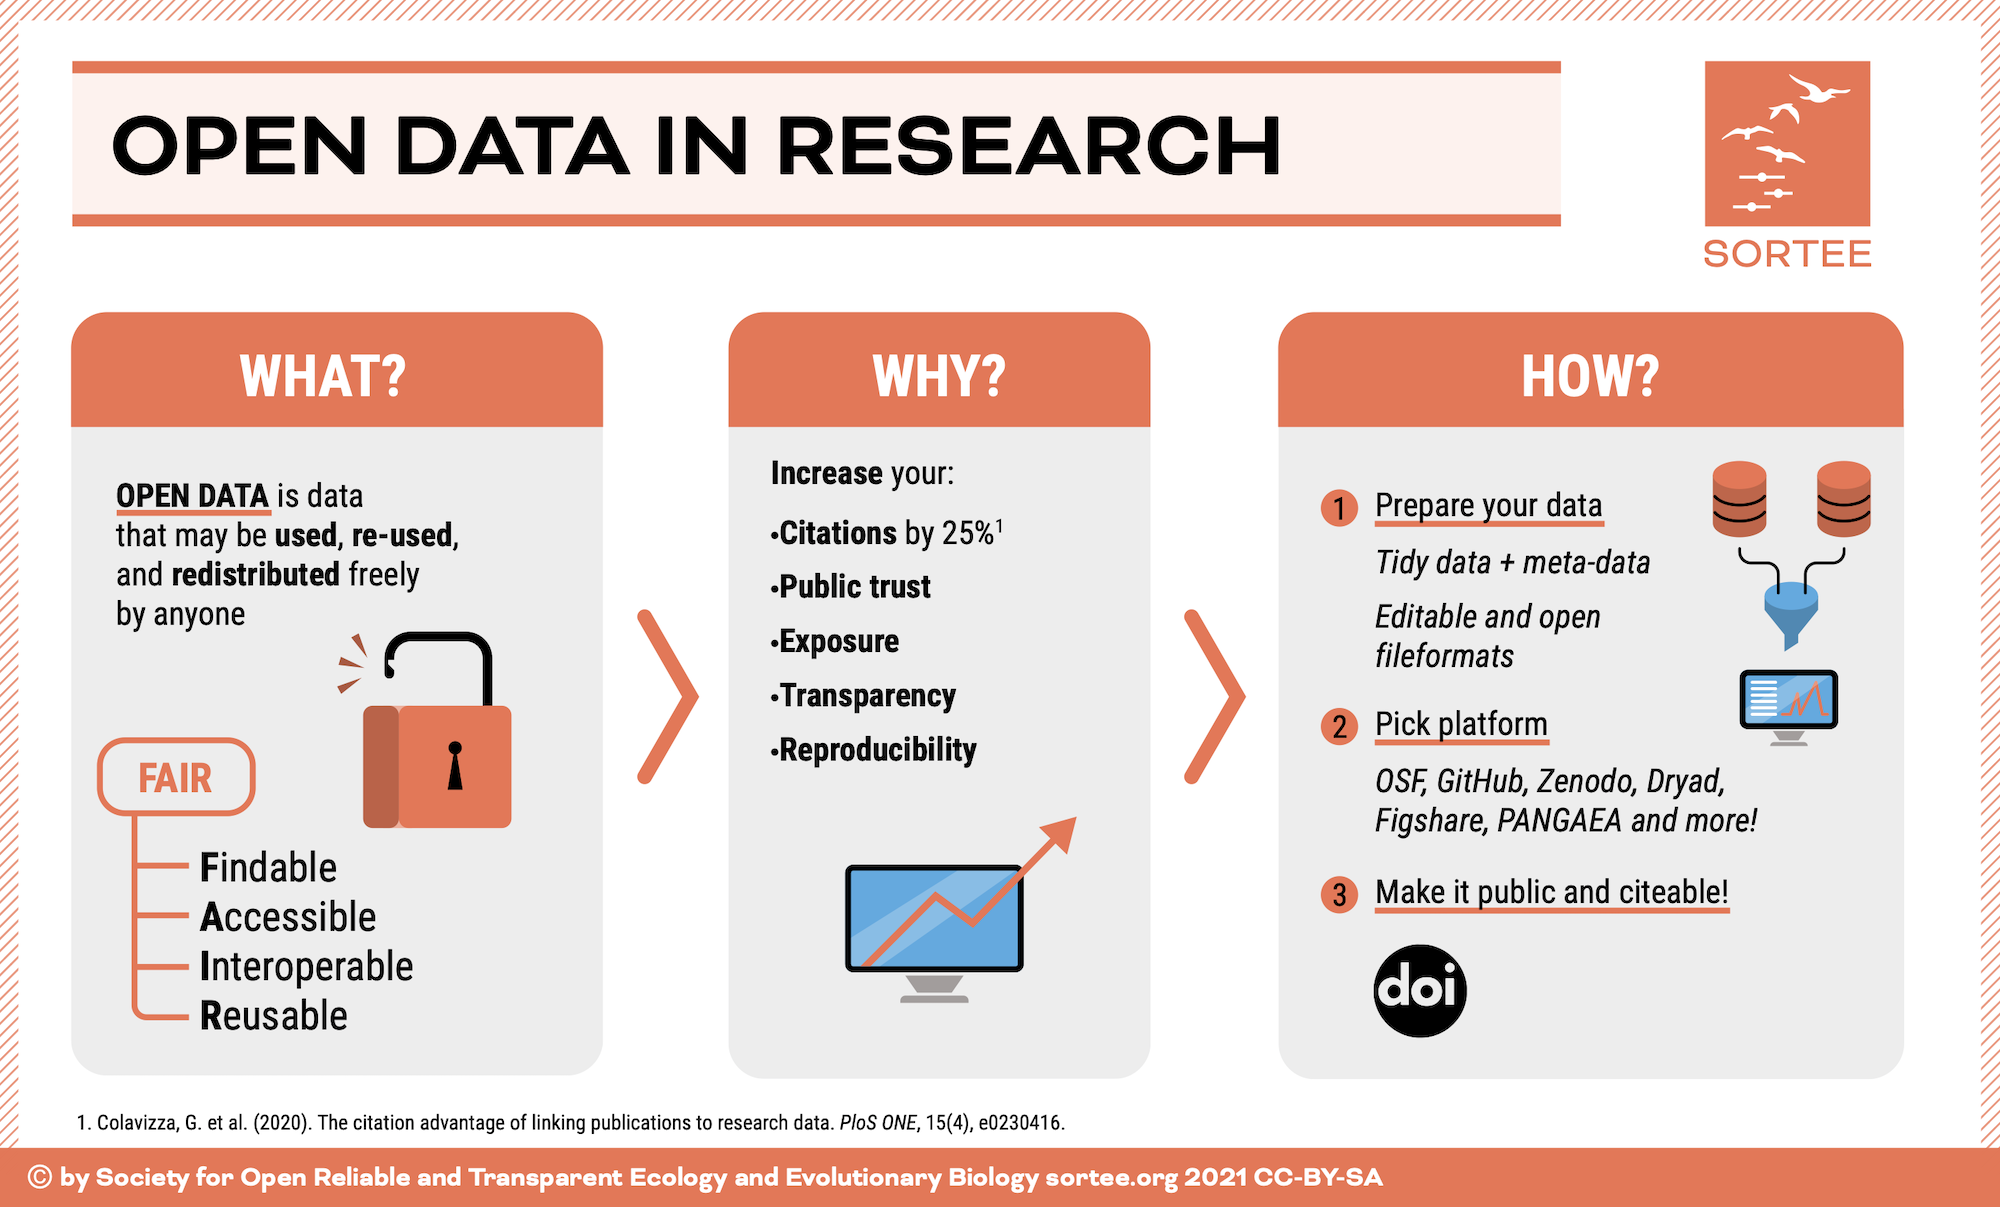 OPEN DATA IN RESEARCH
SORTEE
WHAT?
OPEN DATA is data
that may be used, re-used,
and redistributed freely
by anyone
FAIR
Findable
Accessible
Interoperable
Reusable
WHY?
Increase your:
•Citations by 25%¹
•Public trust
•Exposure
•Transparency
•Reproducibility
HOW?
1 Prepare your data
Tidy data + meta-data
Editable and open
fileformats
2 Pick platform
OSF, GitHub, Zenodo, Dryad,
Figshare, PANGAEA and more!
3 Make it public and citeable!
doi
1. Colavizza, G. et al. (2020). The citation advantage of linking publications to research data. PloS ONE, 15(4), e0230416.
© by Society for Open Reliable and Transparent Ecology and Evolutionary Biology sortee.org 2021 CC-BY-SA